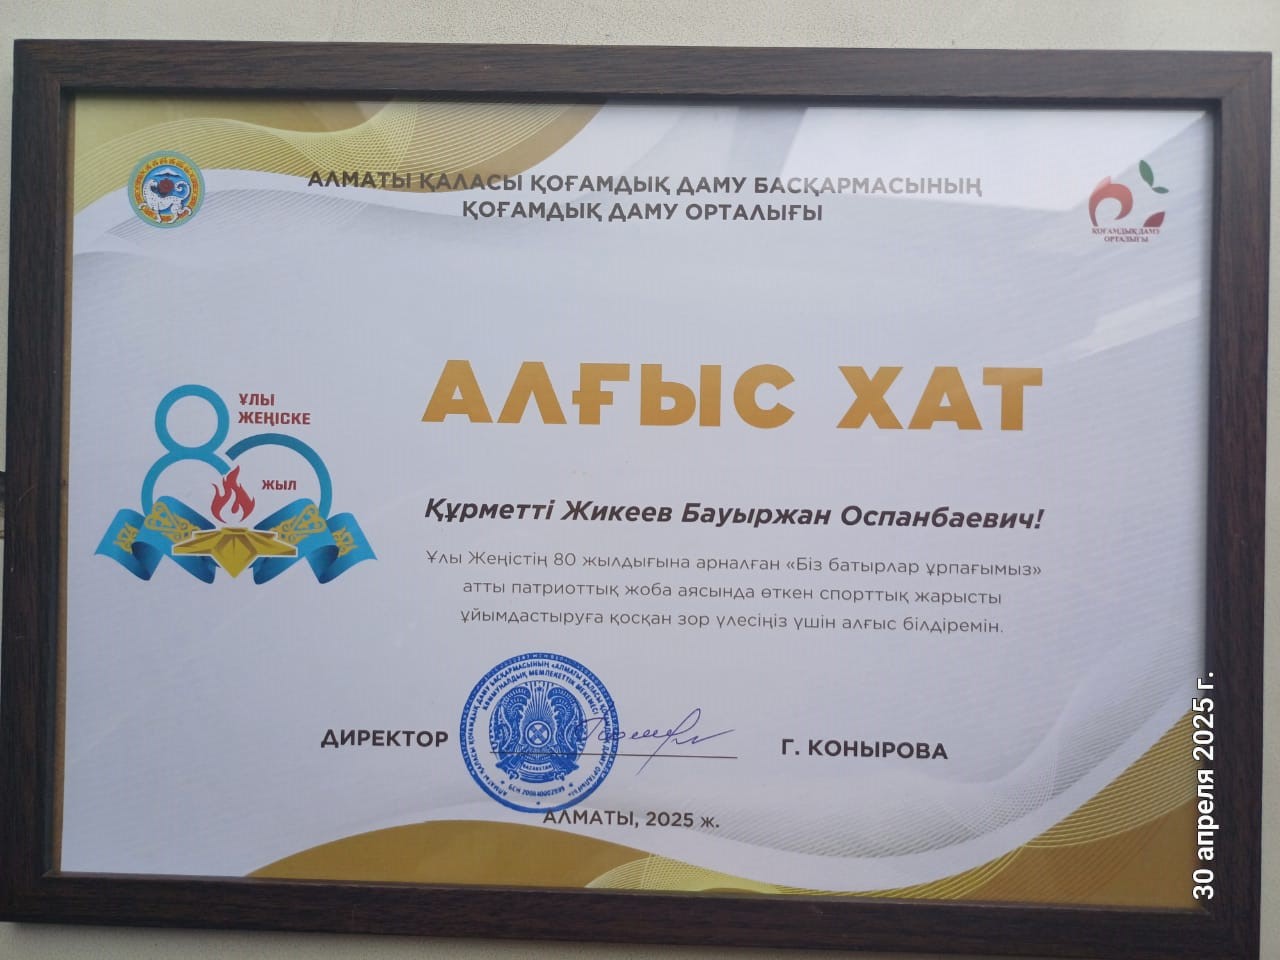 АЛМАТЫ ҚАЛАСЫ ҚОҒАМДЫҚ ДАМУ БАСҚАРМАСЫНЫҢ
ҚОҒАМДЫҚ ДАМУ ОРТАЛЫҒЫ
ҚОҒАМДЫҚ ДАМУ
ОРТАЛЫҒЫ
АЛҒЫС ХАТ
80
ҰЛЫ
ЖЕҢІСКЕ
ЖЫЛ
Құрметті Жикеев Бауыржан Оспанбаевич!
Ұлы Жеңістің 80 жылдығына арналған «Біз батырлар ұрпағымыз»
атты патриоттық жоба аясында өткен спорттық жарысты
ұйымдастыруға қосқан зор үлесіңіз үшін алғыс білдіремін.
ДИРЕКТОР
Г. КОНЫРОВА
ҚАЗАҚСТАН
АЛМАТЫ, 2025 ж.
30 апреля 2025 г.